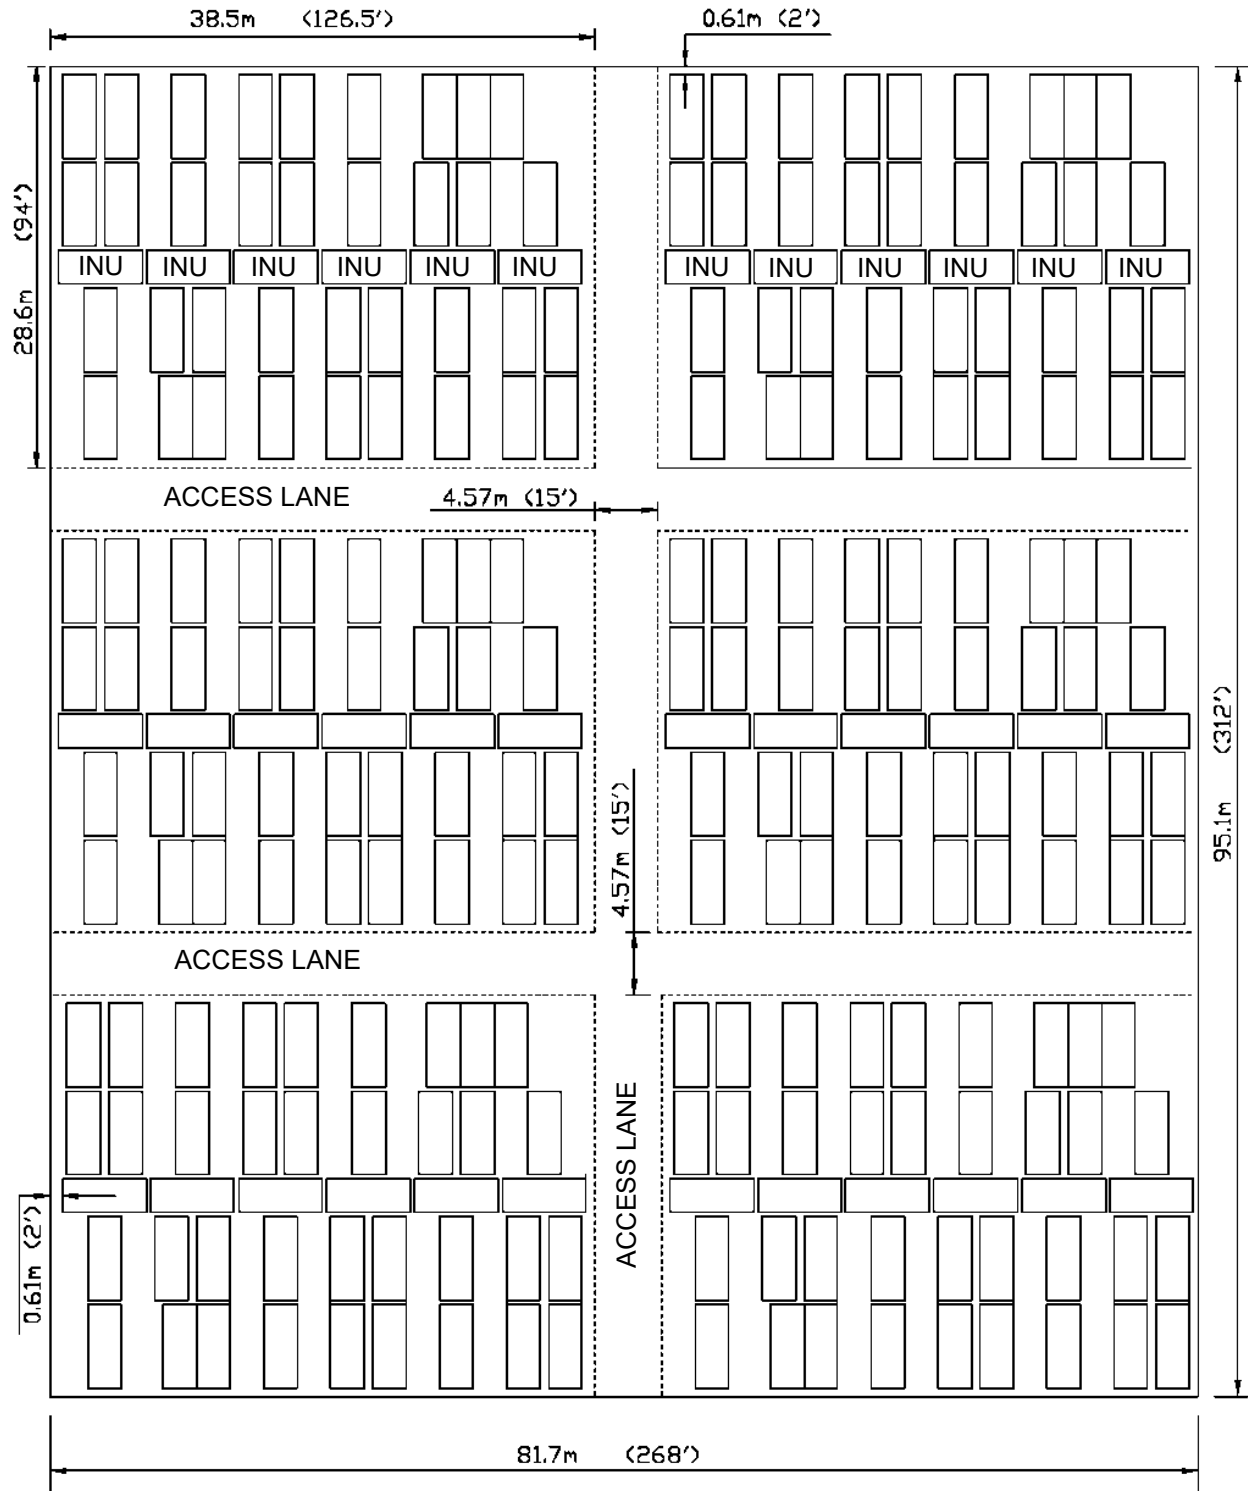 38.5m (126.5')
0.61m (2')
28.6m (94')
INU INU INU INU INU INU
INU INU INU INU INU INU
ACCESS LANE
4.57m (15')
95.1m (312')
4.57m (15')
ACCESS LANE
ACCESS LANE
0.61m (2')
81.7m (268')